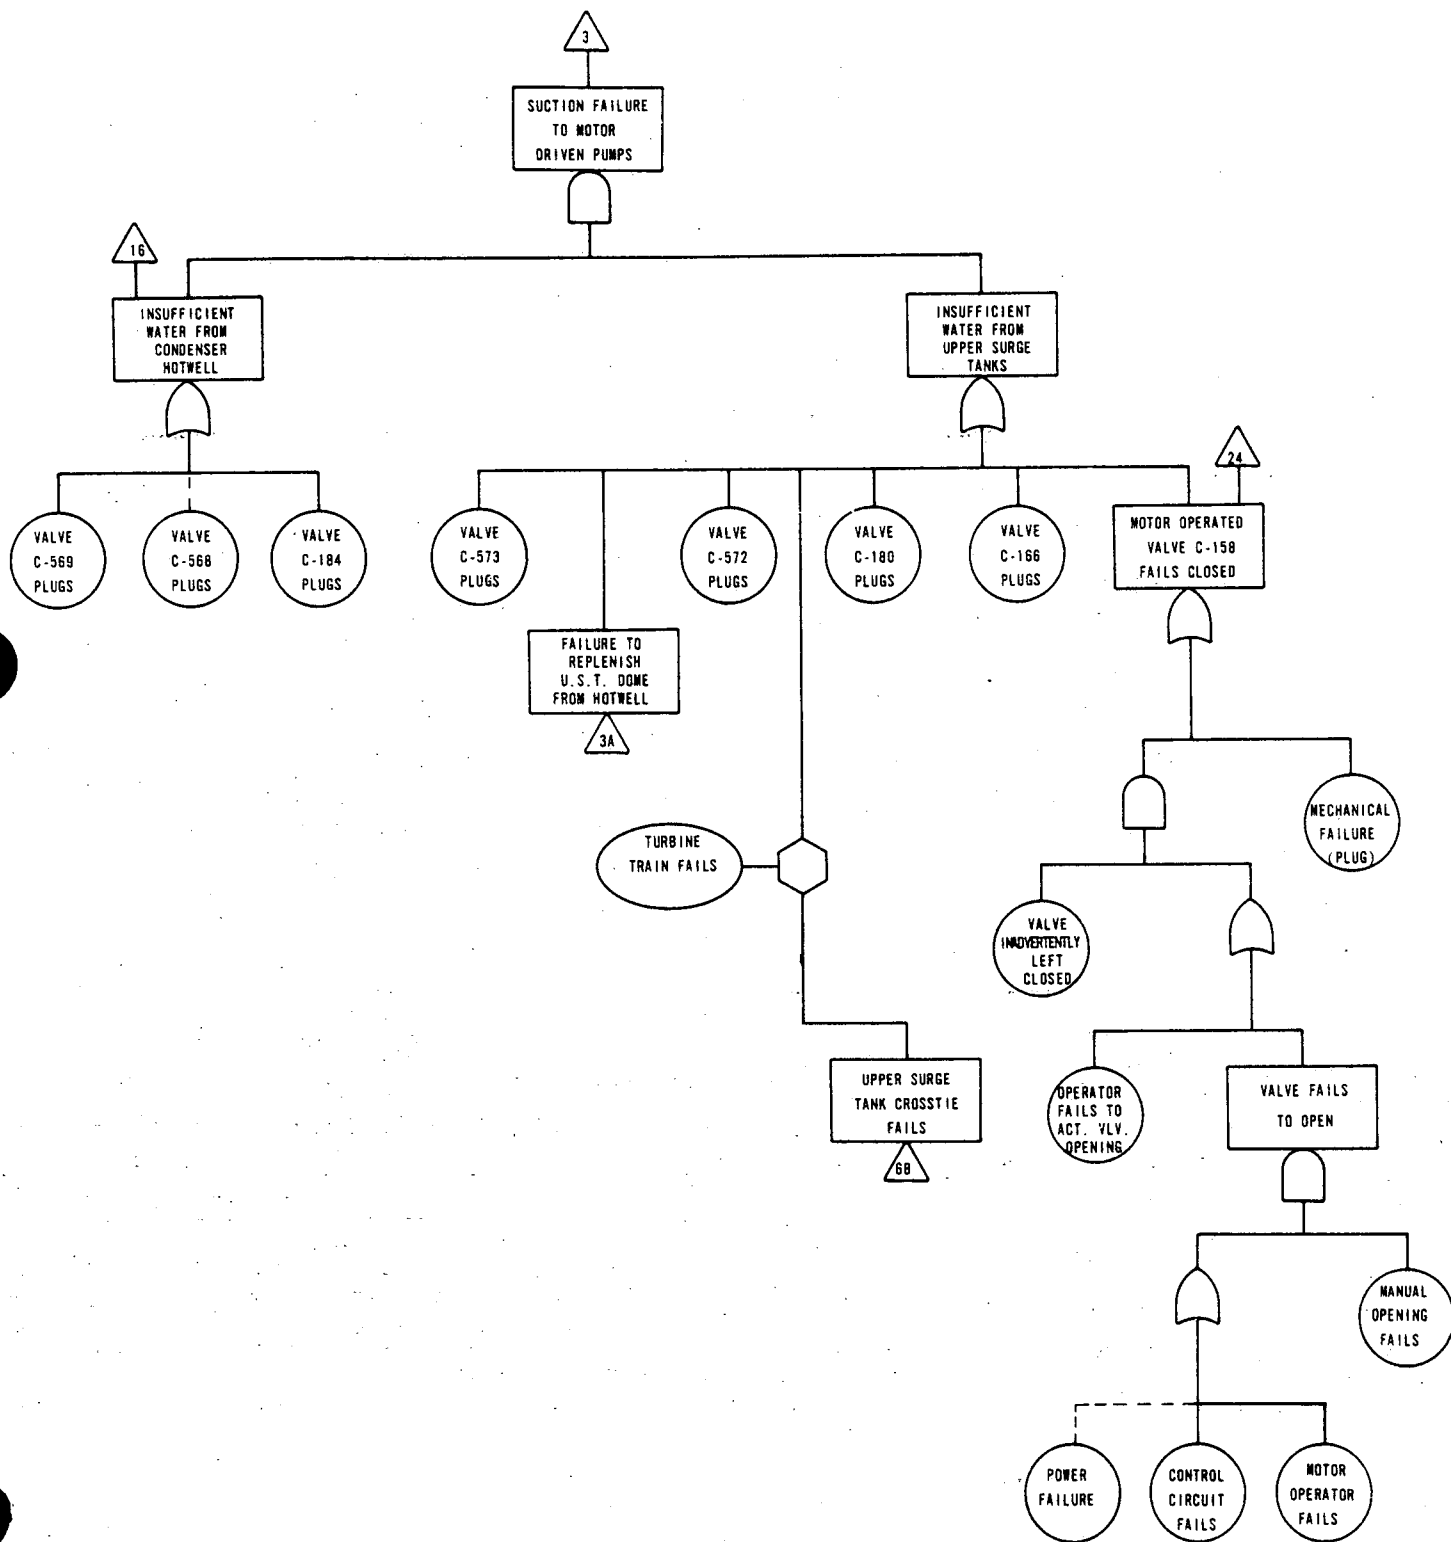 3
SUCTION FAILURE
TO MOTOR
DRIVEN PUMPS
16
INSUFFICIENT
WATER FROM
CONDENSER
HOTWELL
INSUFFICIENT
WATER FROM
UPPER SURGE
TANKS
24
VALVE
C-569
PLUGS
VALVE
C-568
PLUGS
VALVE
C-184
PLUGS
VALVE
C-573
PLUGS
VALVE
C-572
PLUGS
VALVE
C-180
PLUGS
VALVE
C-166
PLUGS
MOTOR OPERATED
VALVE C-158
FAILS CLOSED
FAILURE TO
REPLENISH
U.S.T. DOME
FROM HOTWELL
3A
TURBINE
TRAIN FAILS
MECHANICAL
FAILURE
(PLUG)
VALVE
INADVERTENTLY
LEFT
CLOSED
UPPER SURGE
TANK CROSSTIE
FAILS
6B
OPERATOR
FAILS TO
ACT. VLV.
OPENING
VALVE FAILS
TO OPEN
MANUAL
OPENING
FAILS
POWER
FAILURE
CONTROL
CIRCUIT
FAILS
MOTOR
OPERATOR
FAILS